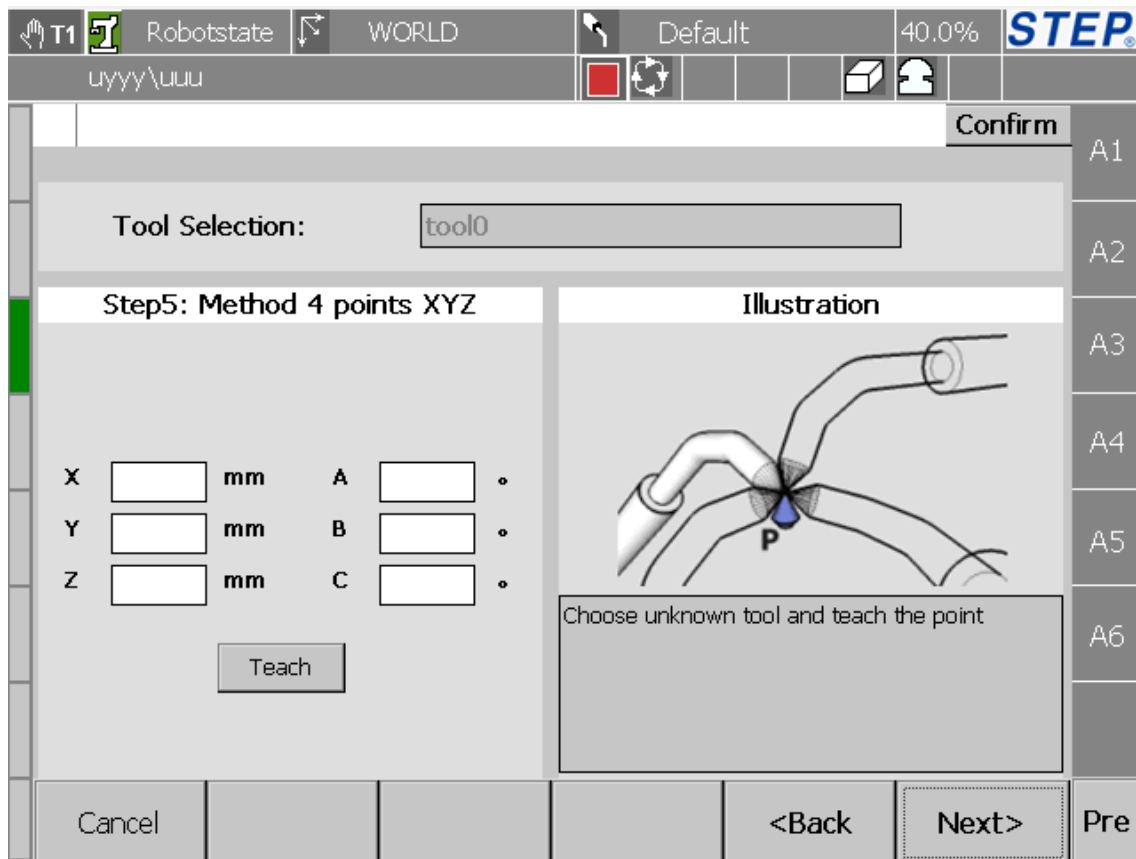 T1 Robotstate WORLD Default 40.0% STEP®
uyyy\uuu
Confirm
A1
Tool Selection: tool0
A2
Step5: Method 4 points XYZ
Illustration
A3
A4
X mm A °
Y mm B °
Z mm C °
P
A5
Choose unknown tool and teach the point
A6
Teach
Cancel <Back Next> Pre